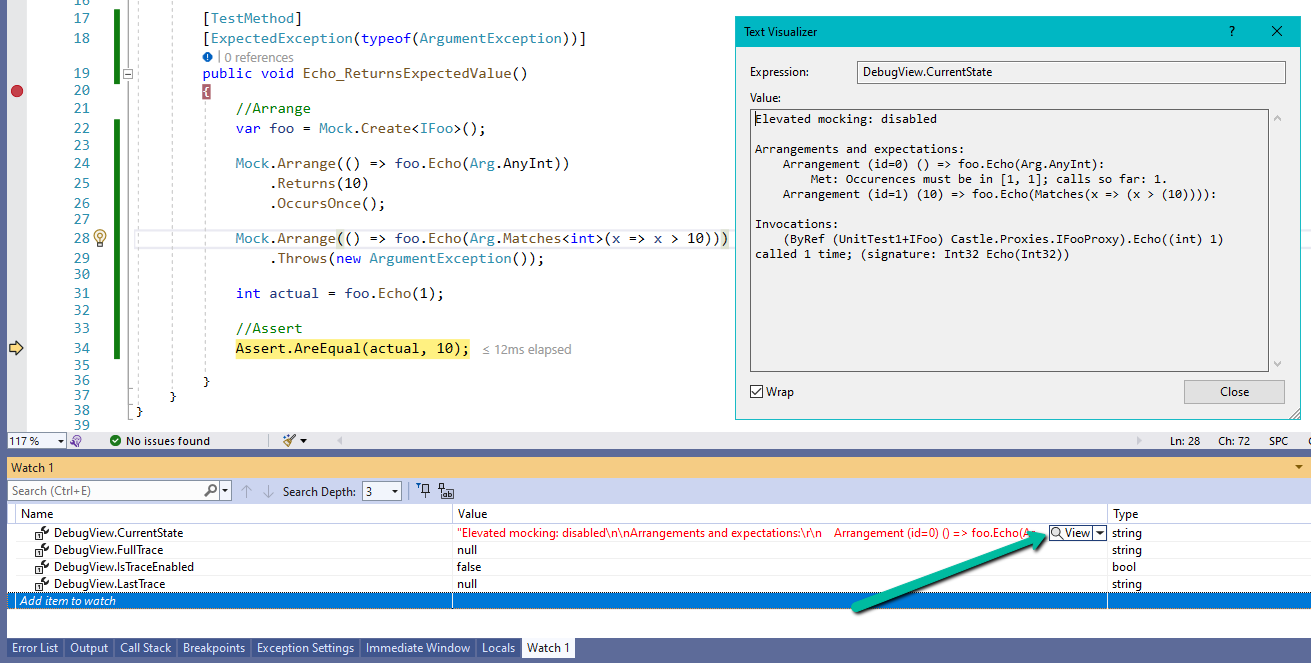 16
17 [TestMethod]
18 [ExpectedException(typeof(ArgumentException))]
| 0 references
19 public void Echo_ReturnsExpectedValue()
20 {
21 //Arrange
22 var foo = Mock.Create<IFoo>();
23
24 Mock.Arrange(() => foo.Echo(Arg.AnyInt))
25 .Returns(10)
26 .OccursOnce();
27
28 Mock.Arrange(() => foo.Echo(Arg.Matches<int>(x => x > 10)))
29 .Throws(new ArgumentException());
30
31 int actual = foo.Echo(1);
32
33 //Assert
34 Assert.AreEqual(actual, 10); ≤ 12ms elapsed
35
36 }
37 }
38 }
39
Text Visualizer ?
Expression: DebugView.CurrentState
Value:
Elevated mocking: disabled
Arrangements and expectations:
Arrangement (id=0) () => foo.Echo(Arg.AnyInt):
Met: Occurences must be in [1, 1]; calls so far: 1.
Arrangement (id=1) (10) => foo.Echo(Matches(x => (x > (10)))):
Invocations:
(ByRef (UnitTest1+IFoo) Castle.Proxies.IFooProxy).Echo((int) 1)
called 1 time; (signature: Int32 Echo(Int32))
Wrap Close
117 % No issues found Ln: 28 Ch: 72 SPC
Watch 1
Search (Ctrl+E) Search Depth: 3
Name Value Type
DebugView.CurrentState "Elevated mocking: disabled\n\nArrangements and expectations:\r\n Arrangement (id=0) () => foo.Echo(A View string
DebugView.FullTrace null string
DebugView.IsTraceEnabled false bool
DebugView.LastTrace null string
Add item to watch
Error List Output Call Stack Breakpoints Exception Settings Immediate Window Locals Watch 1